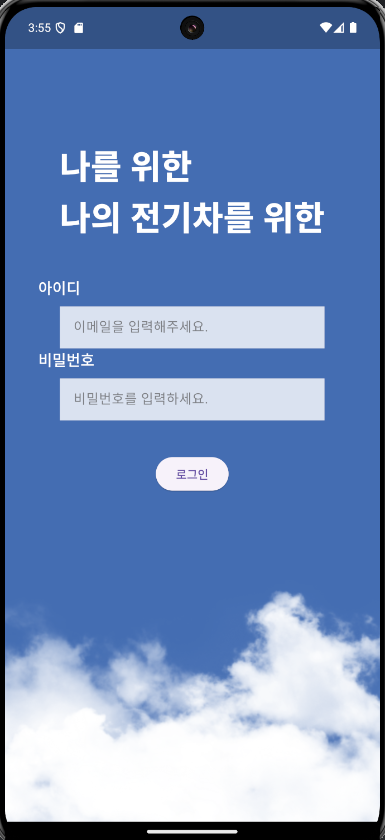 3:55
나를 위한
나의 전기차를 위한
아이디
이메일을 입력해주세요.
비밀번호
비밀번호를 입력하세요.
로그인